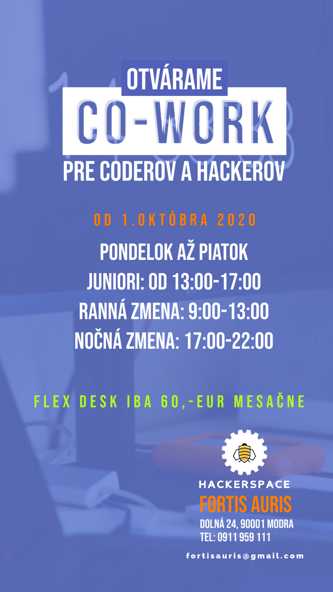 OTVÁRAME
CO-WORK
PRE CODEROV A HACKEROV
OD 1.OKTÓBRA 2020
PONDELOK AŽ PIATOK
JUNIORI: OD 13:00-17:00
RANNÁ ZMENA: 9:00-13:00
NOČNÁ ZMENA: 17:00-22:00
FLEX DESK IBA 60,-EUR MESAČNE
HACKERSPACE
FORTIS AURIS
DOLNÁ 24, 90001 MODRA
TEL: 0911 959 111
fortisauris@gmail.com